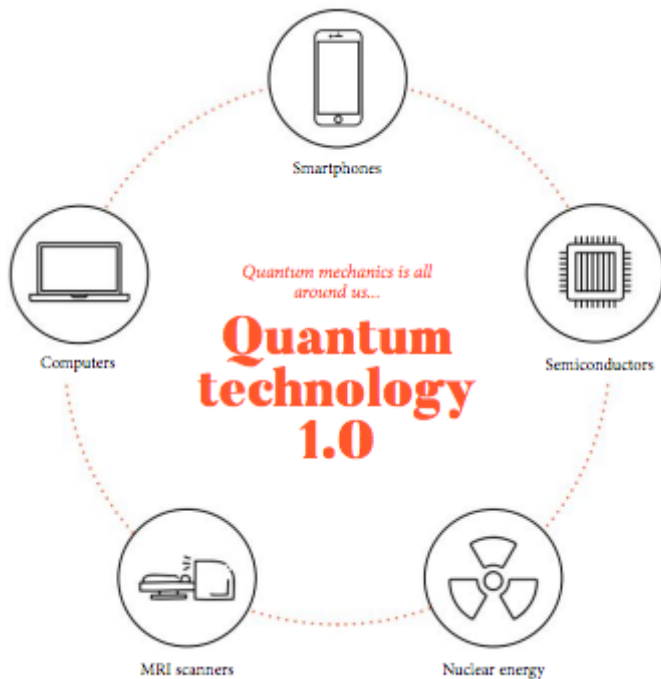 Smartphones
Quantum mechanics is all
around us...
Quantum
technology
1.0
Computers
Semiconductors
MRI scanners
Nuclear energy